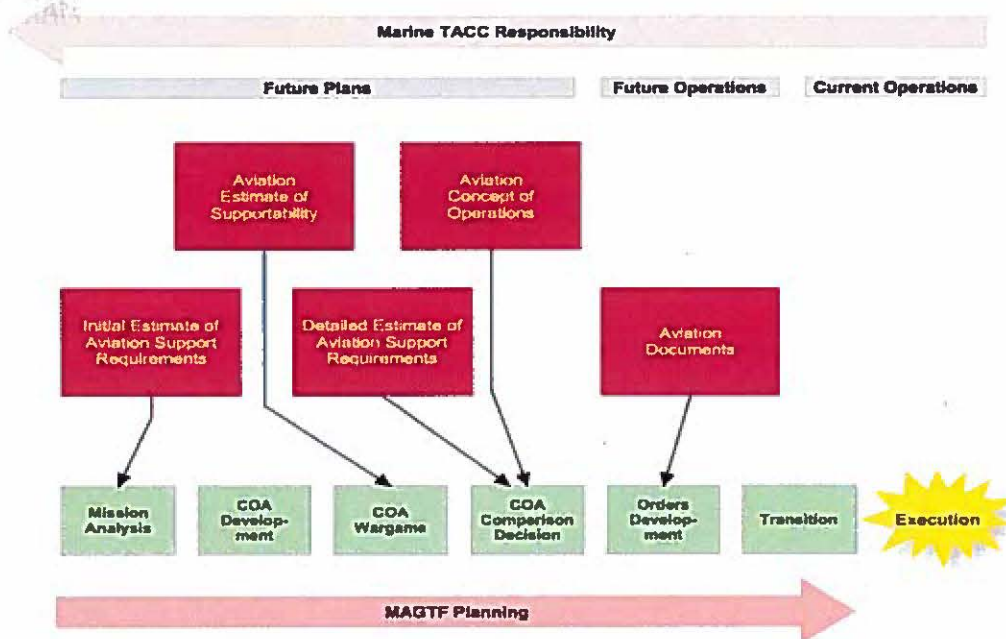 Marine TACC Responsibility
Future Plans
Future Operations
Current Operations
Aviation
Estimate of
Supportability
Aviation
Concept of
Operations
Initial Estimate of
Aviation Support
Requirements
Detailed Estimate of
Aviation Support
Requirements
Aviation
Documents
Mission
Analysis
COA
Develop-
ment
COA
Wargame
COA
Comparison
Decision
Orders
Develop-
ment
Transition
Execution
MAGTF Planning